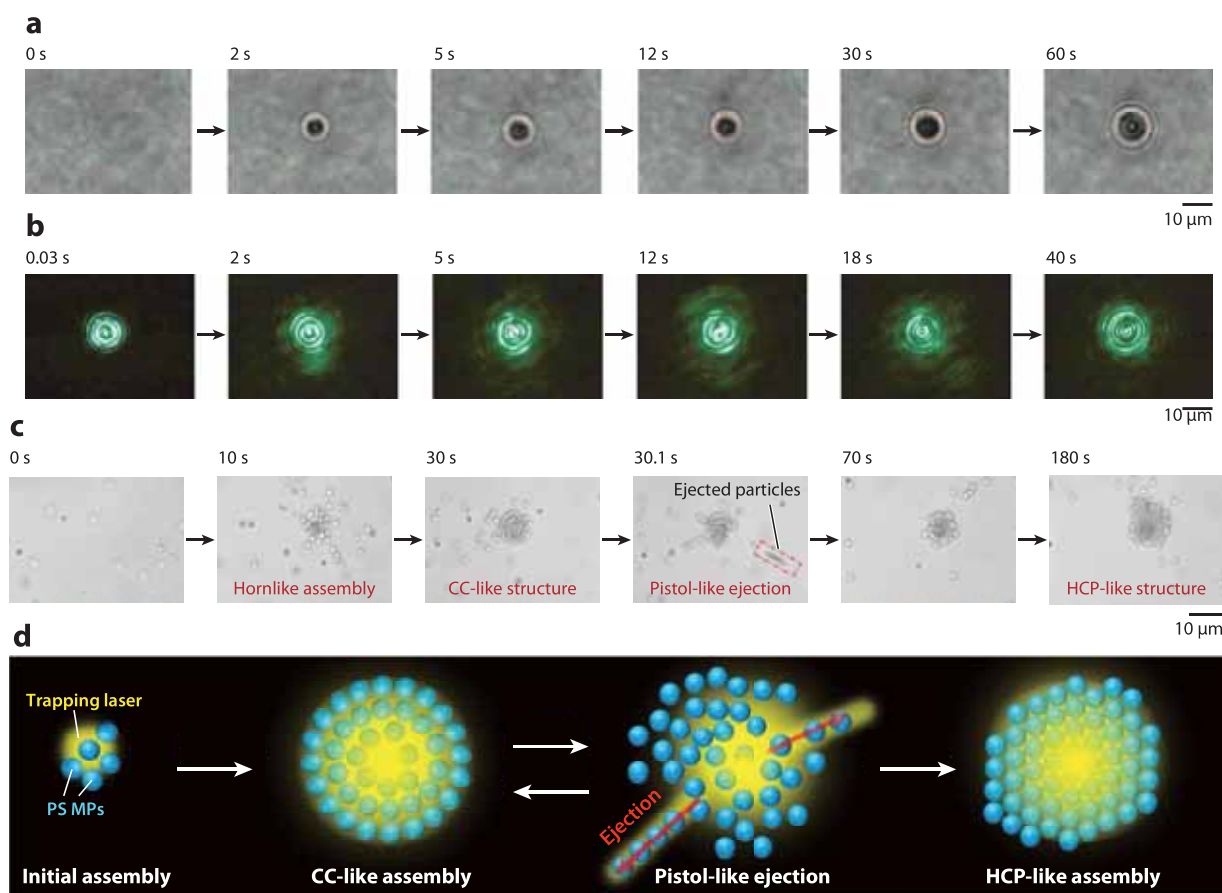 a
0 s
2 s
5 s
12 s
30 s
60 s
10 μm
b
0.03 s
2 s
5 s
12 s
18 s
40 s
10 μm
c
0 s
10 s
30 s
30.1 s
70 s
180 s
Ejected particles
Hornlike assembly
CC-like structure
Pistol-like ejection
HCP-like structure
10 μm
d
Trapping laser
PS MPs
Ejection
Initial assembly
CC-like assembly
Pistol-like ejection
HCP-like assembly